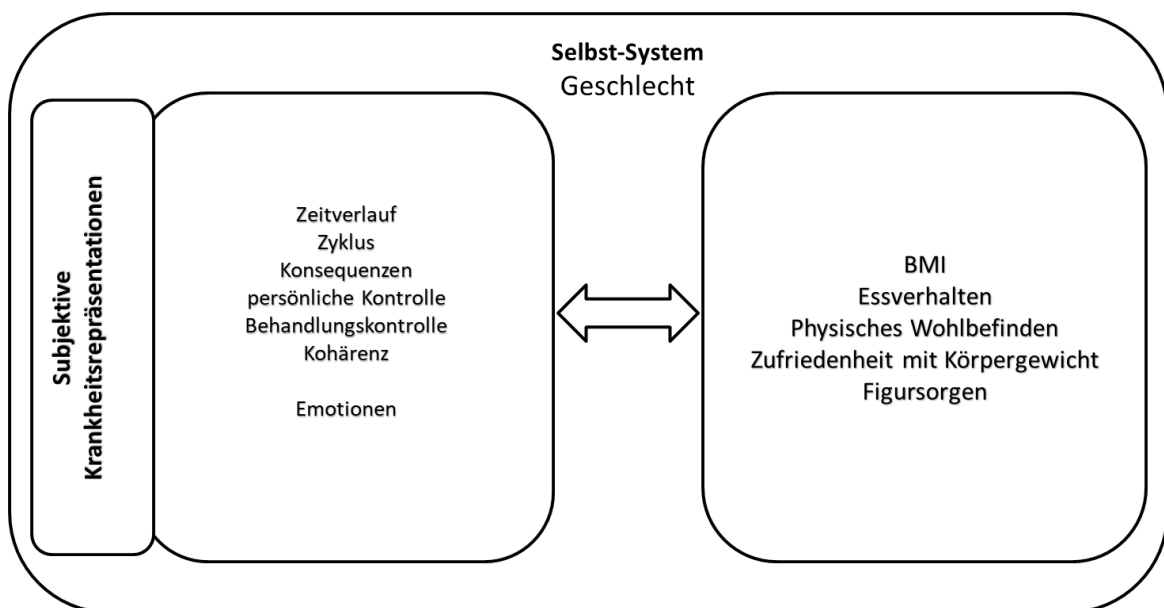 Selbst-System
Geschlecht
Subjektive
Krankheitsrepräsentationen
Zeitverlauf
Zyklus
Konsequenzen
persönliche Kontrolle
Behandlungskontrolle
Kohärenz
Emotionen
BMI
Essverhalten
Physisches Wohlbefinden
Zufriedenheit mit Körpergewicht
Figursorgen